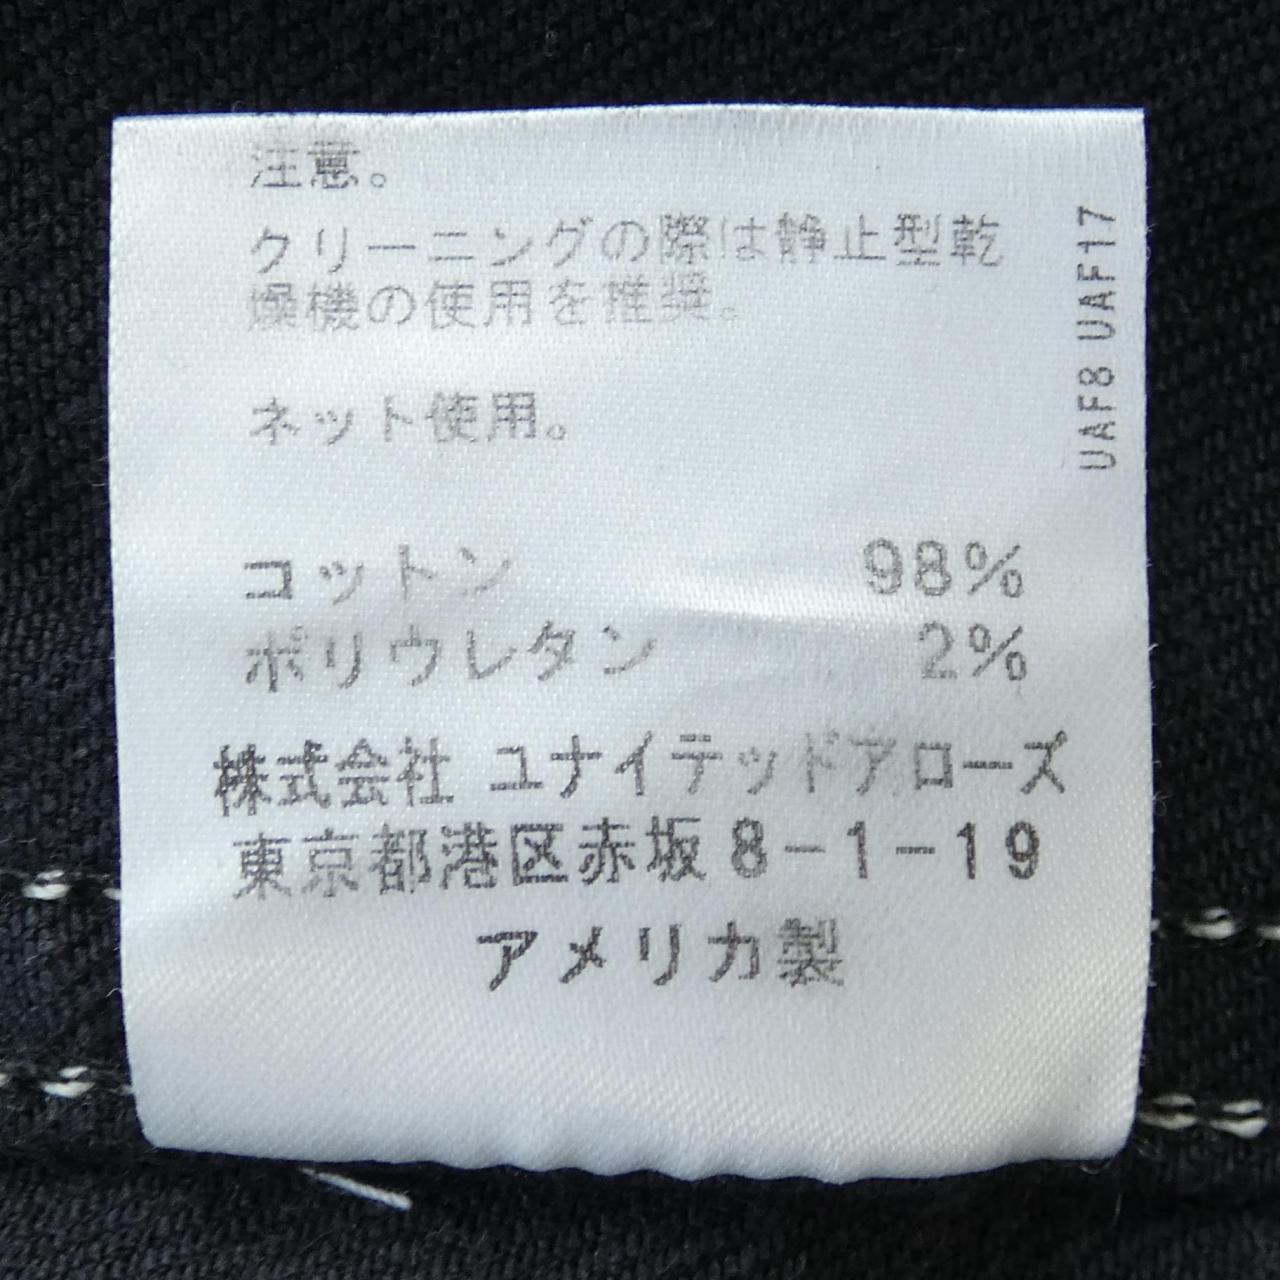 注意。
クリーニングの際は静止型乾
燥機の使用を推奨。
ネット使用。
コットン 98%
ポリウレタン 2%
株式会社 ユナイテッドアローズ
東京都港区赤坂8-1-19
アメリカ製
UAF8 UAF17